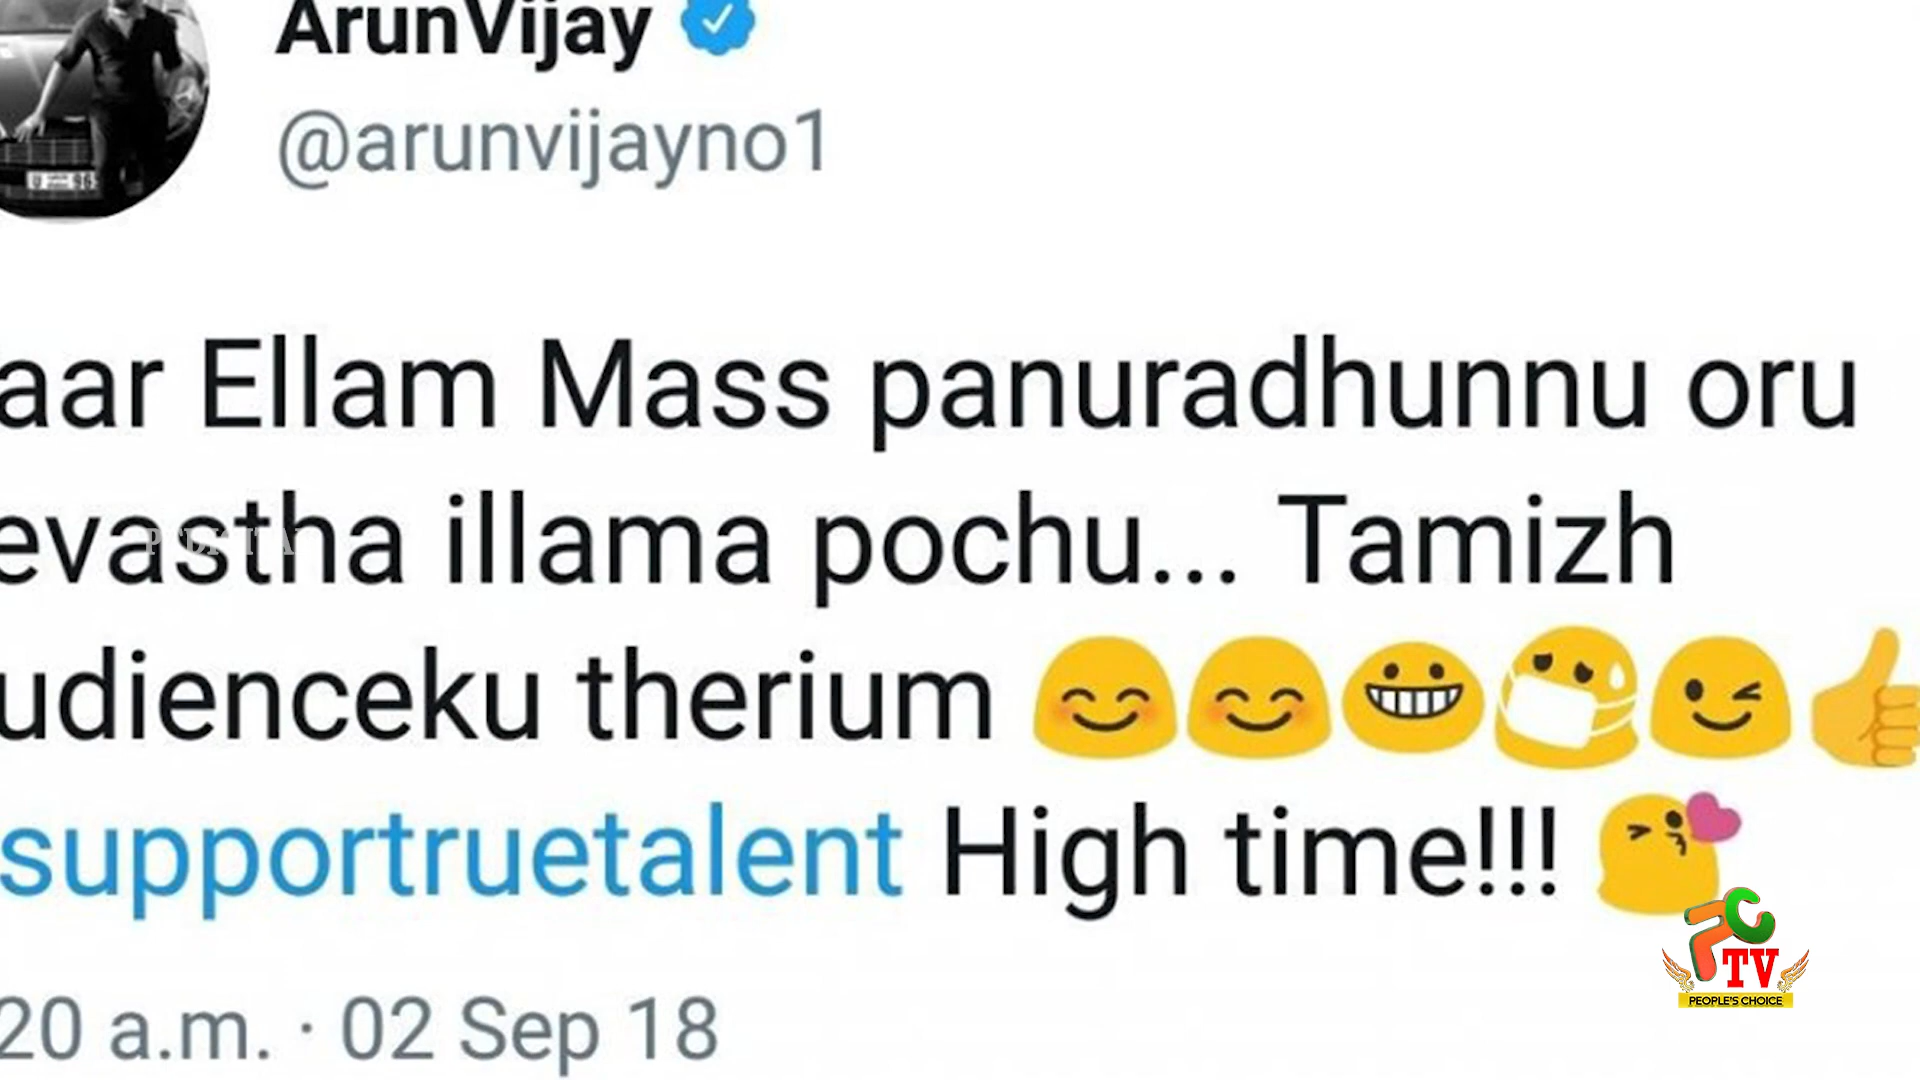 ArunVijay
@arunvijayno1
aar Ellam Mass panuradhunnu oru
evastha illama pochu... Tamizh
udienceku therium 😊😊😀😷😉👍
supportruetalent High time!!! 😘
20 a.m. · 02 Sep 18
TV
PEOPLE'S CHOICE